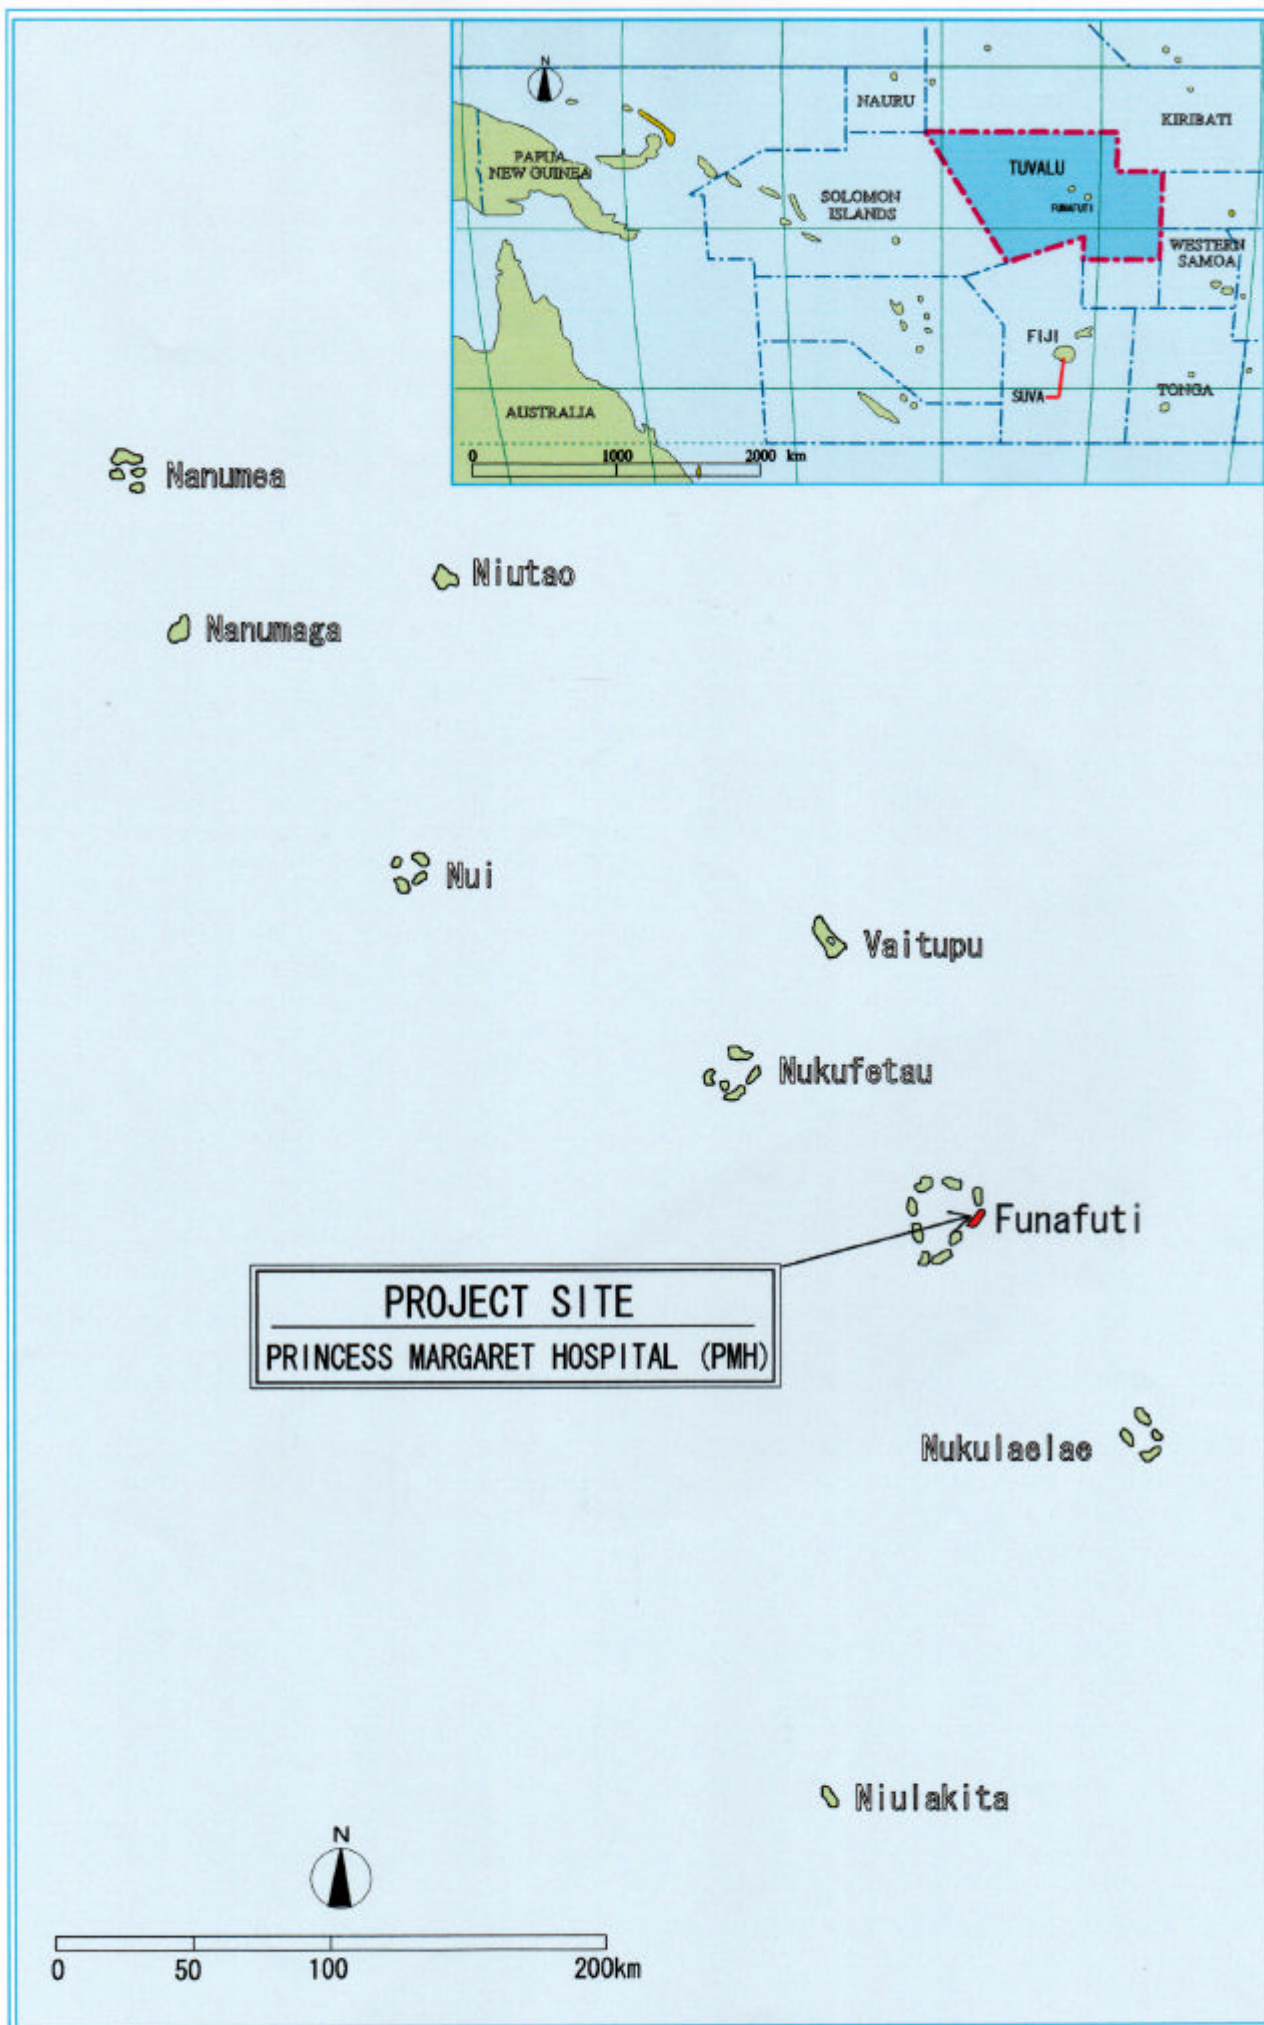 N
NAURU
KIRIBATI
PAPUA
NEW GUINEA
TUVALU
SOLOMON
ISLANDS
FUNAFUTI
WESTERN
SAMOA
FIJI
SUVA
TONGA
AUSTRALIA
0 1000 2000 km
Nanumea
Niutao
Nanumaga
Nui
Vaitupu
Nukufetau
Funafuti
PROJECT SITE
PRINCESS MARGARET HOSPITAL (PMH)
Nukulaelae
Niulakita
N
0 50 100 200km